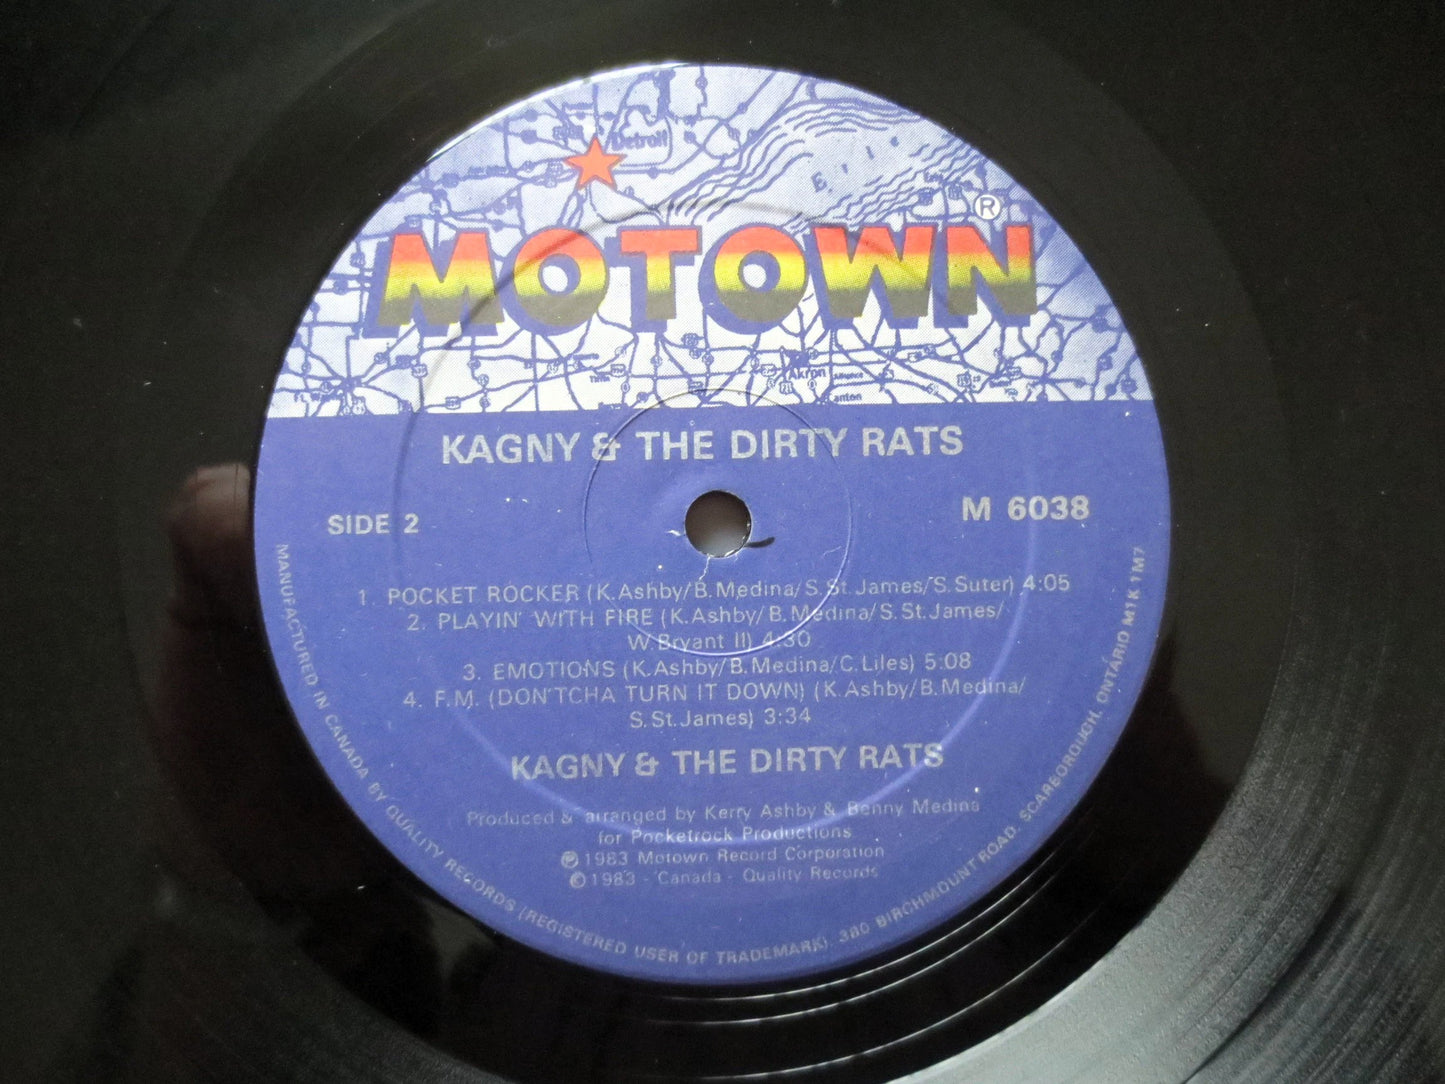 Detroit
Erie
MOTOWN®
Akron
anton
KAGNY & THE DIRTY RATS
SIDE 2
M 6038
1. POCKET ROCKER (K.Ashby/B.Medina/S.St.James/S.Suter) 4:05
2. PLAYIN' WITH FIRE (K.Ashby/B.Medina/S.St.James/
W.Bryant II) 4:30
3. EMOTIONS (K.Ashby/B.Medina/C.Liles) 5:08
4. F.M. (DON'TCHA TURN IT DOWN) (K.Ashby/B.Medina/
S.St.James) 3:34
KAGNY & THE DIRTY RATS
Produced & arranged by Kerry Ashby & Benny Medina
for Pocketrock Productions
℗ 1983 Motown Record Corporation
© 1983 - Canada - Quality Records
MANUFACTURED IN CANADA BY QUALITY RECORDS (REGISTERED USER OF TRADEMARK), 380 BIRCHMOUNT ROAD, SCARBOROUGH, ONTARIO M1K 1M7